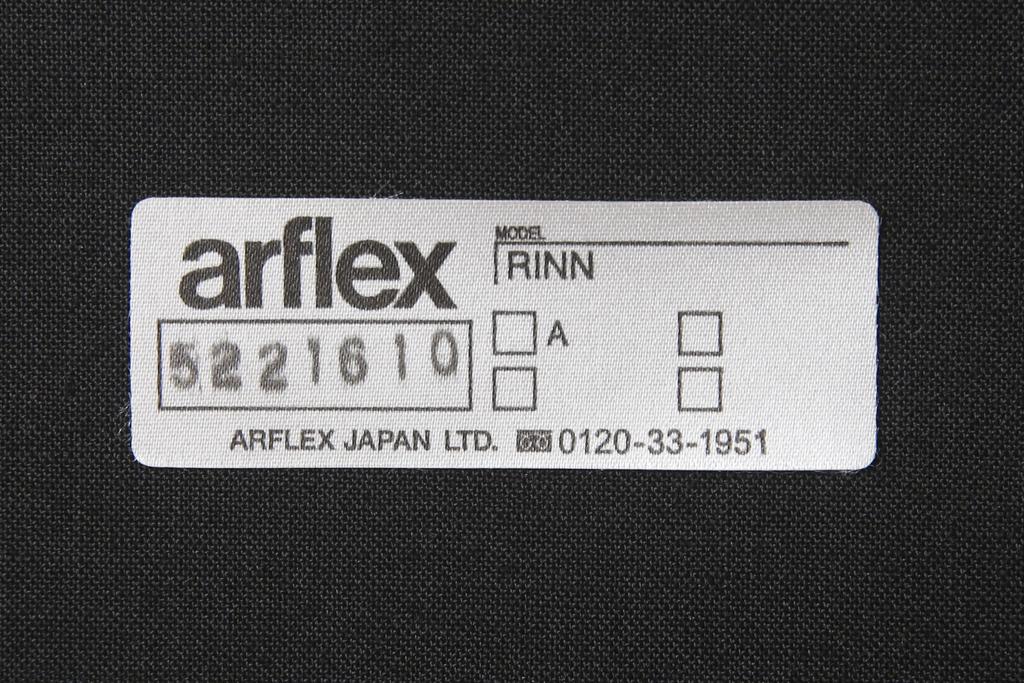 arflex
5221610
MODEL
RINN
A
ARFLEX JAPAN LTD. 0120-33-1951